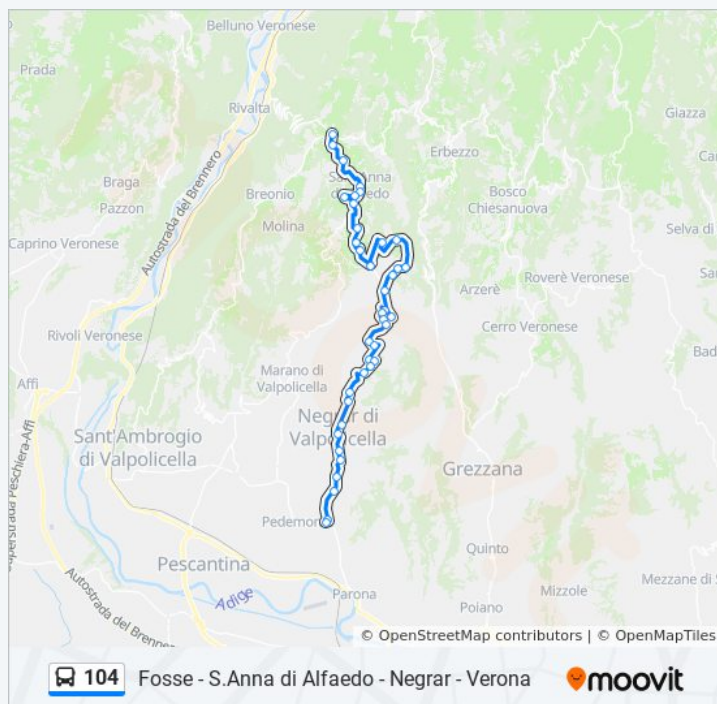 Belluno Veronese
Prada
Rivalta
Giazza
Erbezzo
Braga
Pazzon
Breonio
Bosco
Chiesanuova
Molina
Selva di
Autostrada del Brennero
Caprino Veronese
Roverè Veronese
Arzerè
Rivoli Veronese
Cerro Veronese
Bad
Affi
Marano di
Valpolicella
Negrar di
Valpolicella
Sant'Ambrogio
di Valpolicella
Grezzana
Superstrada Peschiera-Affi
Quinto
Pescantina
Mezzane di S
Mizzole
Parona
Poiano
Adige
Autostrada del Brennero
© OpenStreetMap contributors | © OpenMapTiles
104 Fosse - S.Anna di Alfaedo - Negrar - Verona moovit